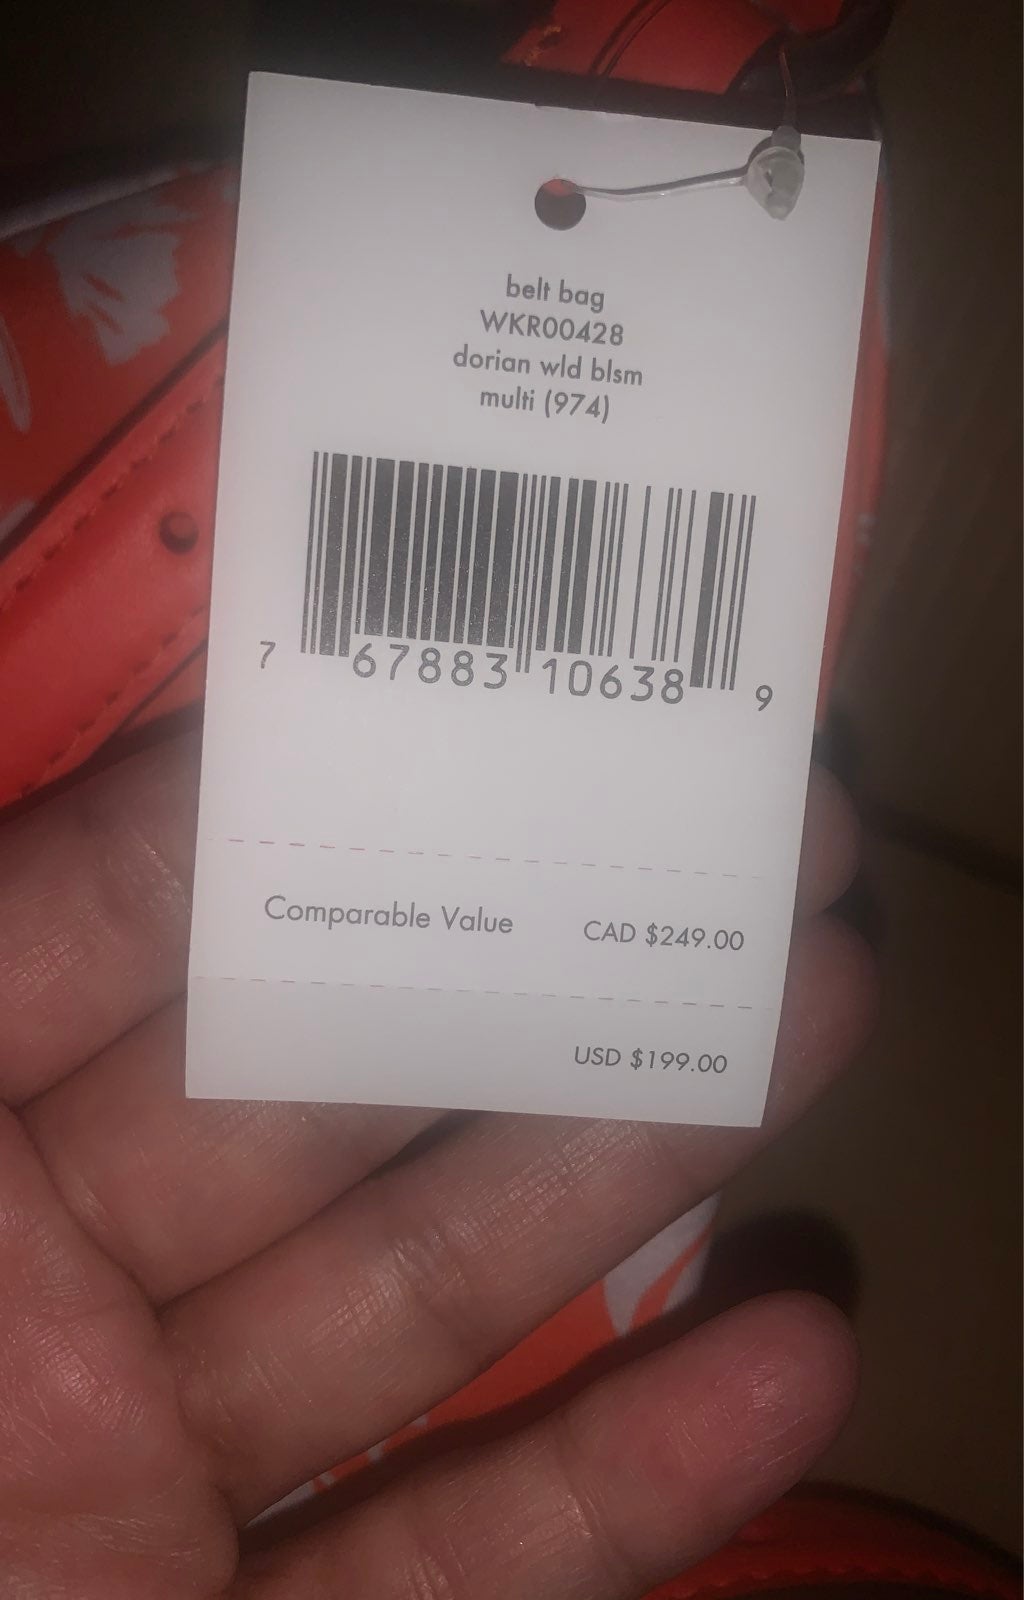 belt bag
WKR00428
dorian wld blsm
multi (974)
7 67883 10638 9
Comparable Value CAD $249.00
USD $199.00